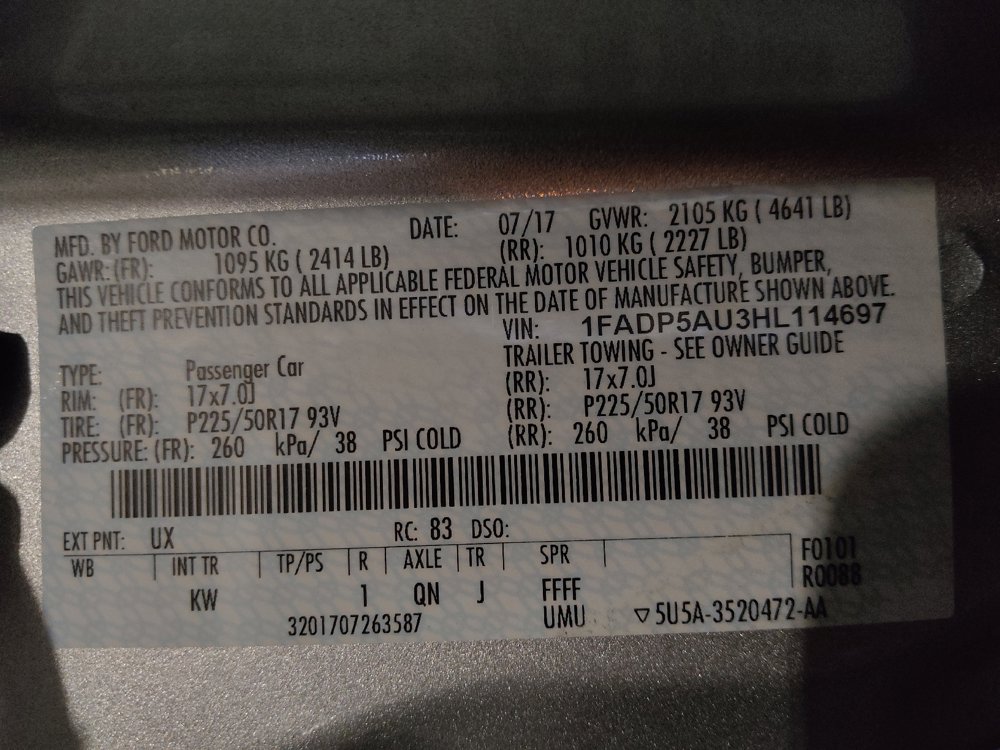 MFD. BY FORD MOTOR CO. DATE: 07/17 GVWR: 2105 KG ( 4641 LB)
GAWR: (FR): 1095 KG ( 2414 LB) (RR): 1010 KG ( 2227 LB)
THIS VEHICLE CONFORMS TO ALL APPLICABLE FEDERAL MOTOR VEHICLE SAFETY, BUMPER,
AND THEFT PREVENTION STANDARDS IN EFFECT ON THE DATE OF MANUFACTURE SHOWN ABOVE.
VIN: 1FADP5AU3HL114697
TRAILER TOWING - SEE OWNER GUIDE
TYPE: Passenger Car
RIM: (FR): 17x7.0J (RR): 17x7.0J
TIRE: (FR): P225/50R17 93V (RR): P225/50R17 93V
PRESSURE: (FR): 260 kPa/ 38 PSI COLD (RR): 260 kPa/ 38 PSI COLD
EXT PNT: UX RC: 83 DSO:
WB INT TR TP/PS R AXLE TR SPR F0101
R0088
KW 1 QN J FFFF
3201707263587 UMU ▽5U5A-3520472-AA